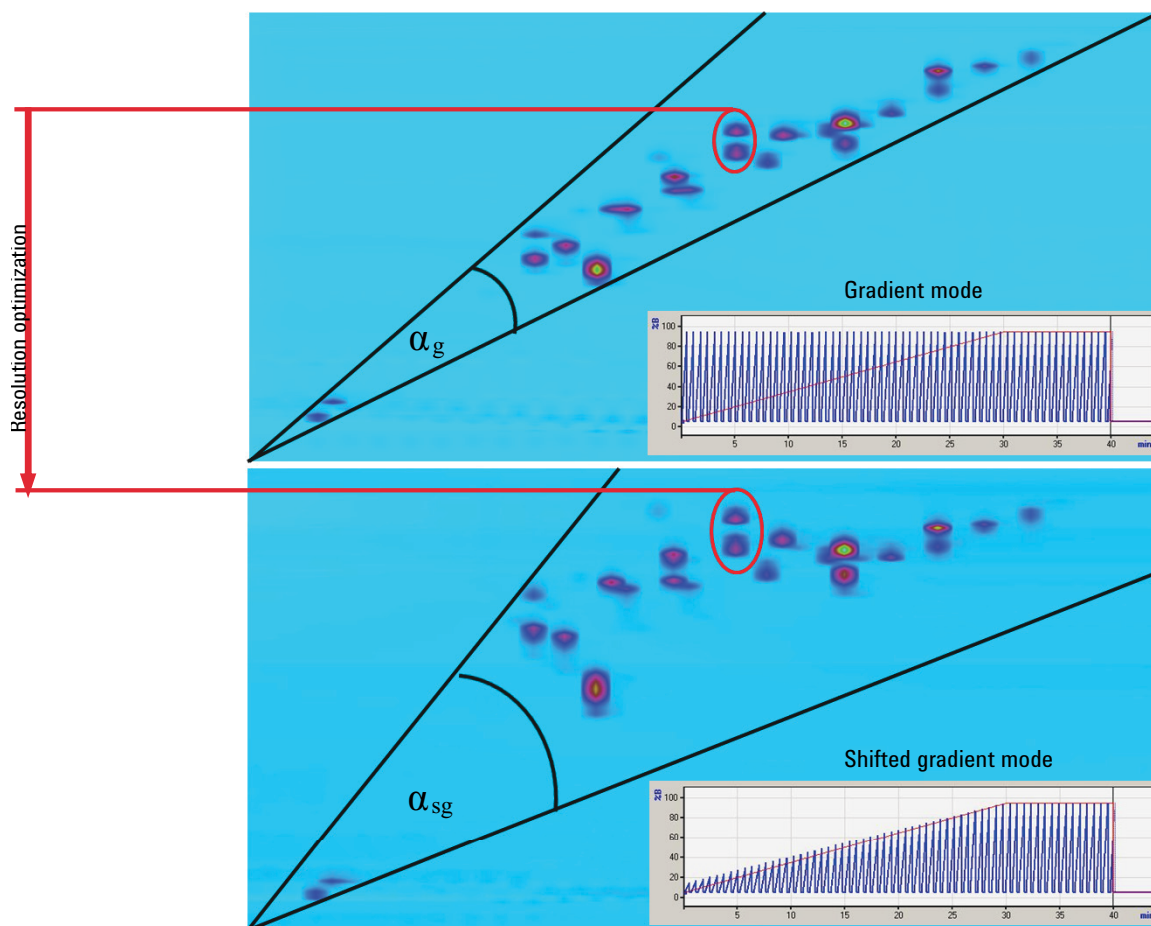 Resolution optimization
αg
Gradient mode
%B
100
80
60
40
20
0
5 10 15 20 25 30 35 40 min
αsg
Shifted gradient mode
%B
100
80
60
40
20
0
5 10 15 20 25 30 35 40 min